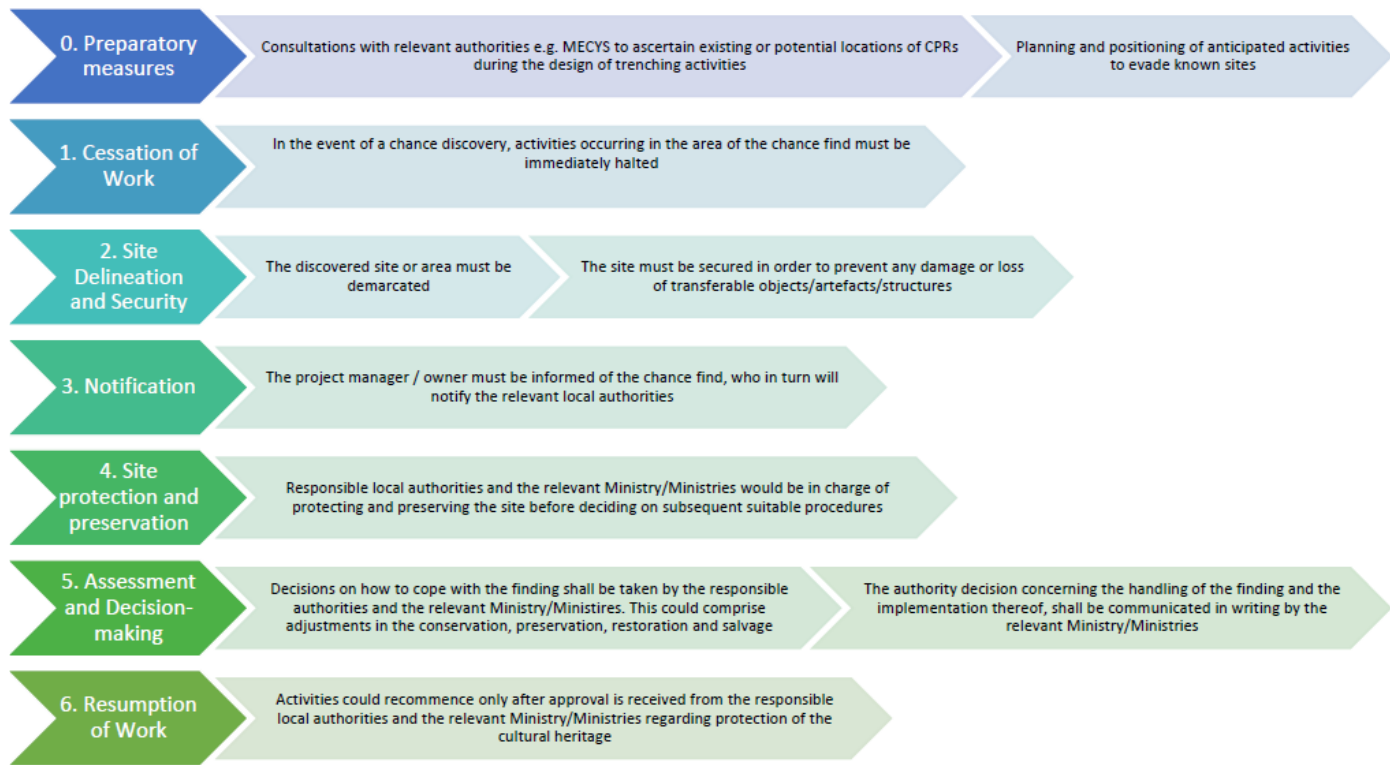 0. Preparatory
measures
Consultations with relevant authorities e.g. MECYS to ascertain existing or potential locations of CPRs
during the design of trenching activities
Planning and positioning of anticipated activities
to evade known sites
1. Cessation of
Work
In the event of a chance discovery, activities occurring in the area of the chance find must be
immediately halted
2. Site
Delineation
and Security
The discovered site or area must be
demarcated
The site must be secured in order to prevent any damage or loss
of transferable objects/artefacts/structures
3. Notification
The project manager / owner must be informed of the chance find, who in turn will
notify the relevant local authorities
4. Site
protection and
preservation
Responsible local authorities and the relevant Ministry/Ministries would be in charge of
protecting and preserving the site before deciding on subsequent suitable procedures
5. Assessment
and Decision-
making
Decisions on how to cope with the finding shall be taken by the responsible
authorities and the relevant Ministry/Ministires. This could comprise
adjustments in the conservation, preservation, restoration and salvage
The authority decision concerning the handling of the finding and the
implementation thereof, shall be communicated in writing by the
relevant Ministry/Ministries
6. Resumption
of Work
Activities could recommence only after approval is received from the responsible
local authorities and the relevant Ministry/Ministries regarding protection of the
cultural heritage